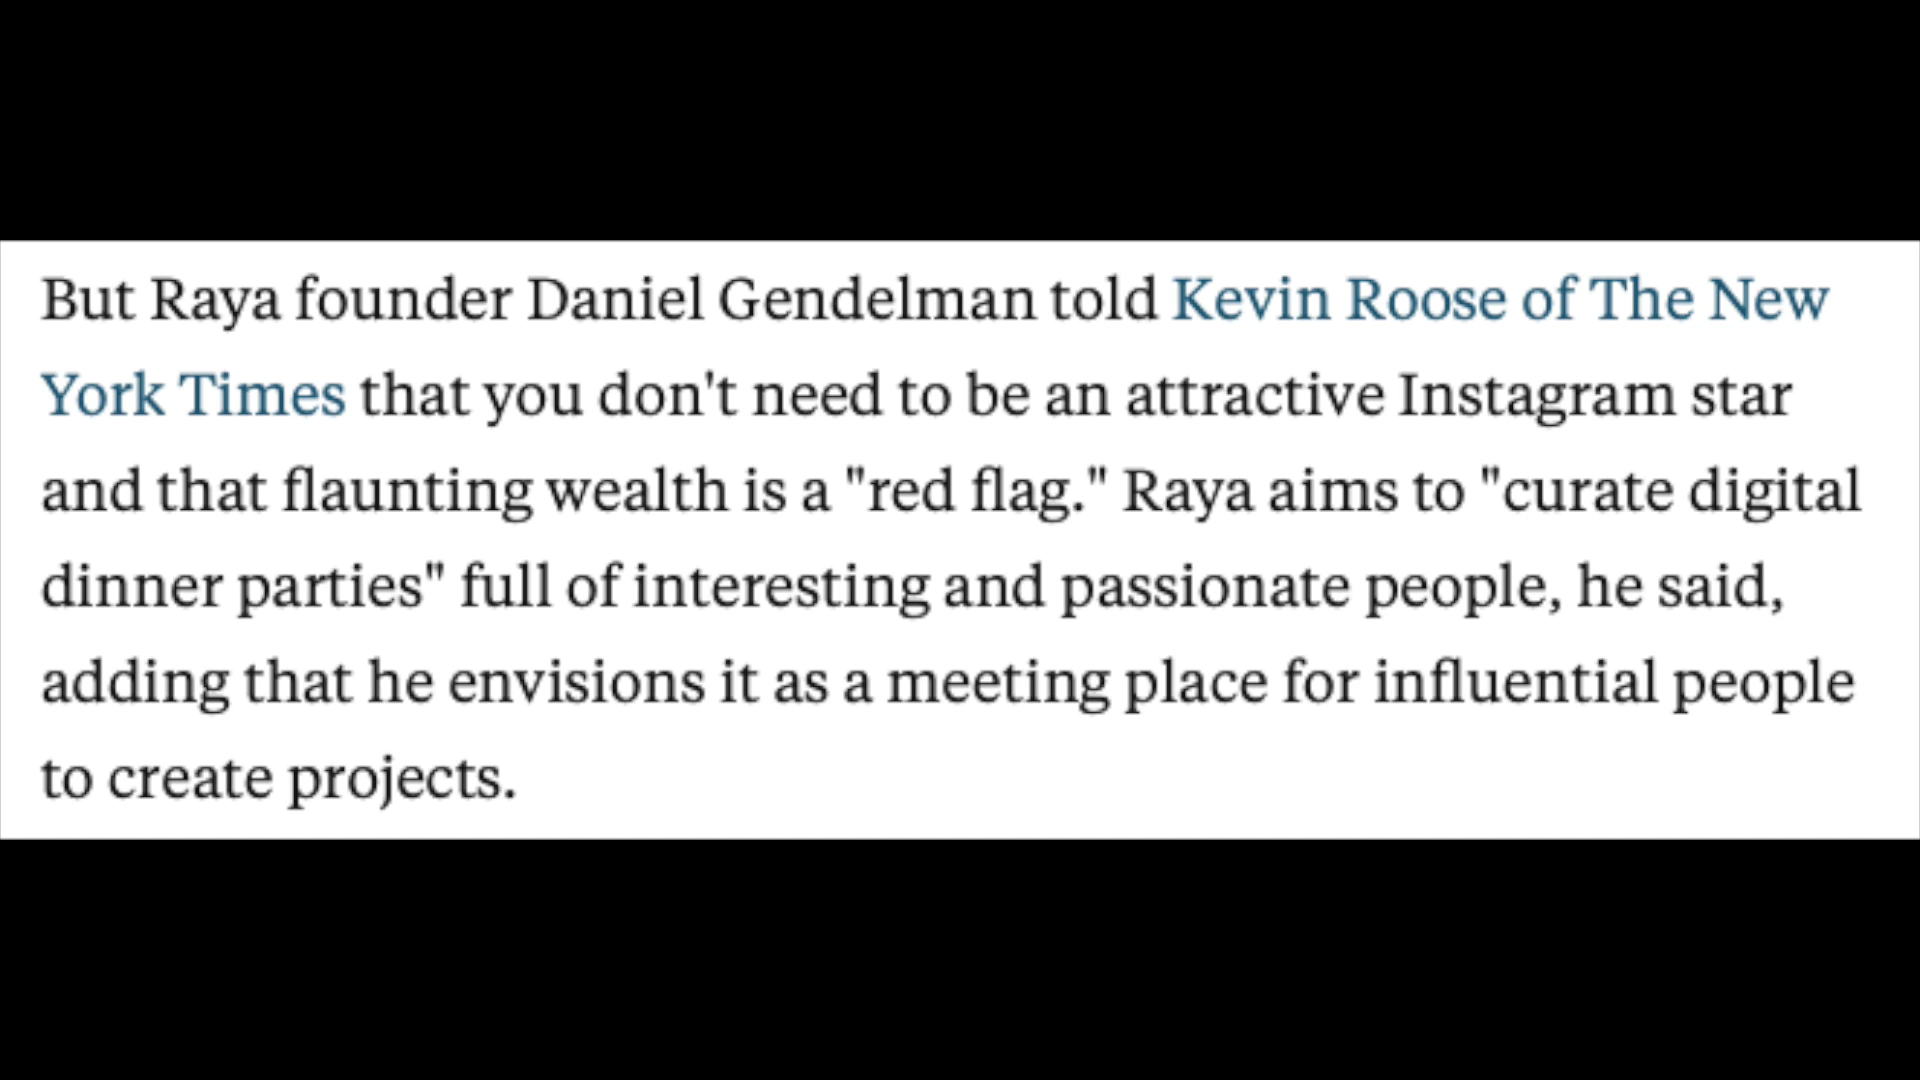 But Raya founder Daniel Gendelman told Kevin Roose of The New
York Times that you don't need to be an attractive Instagram star
and that flaunting wealth is a "red flag." Raya aims to "curate digital
dinner parties" full of interesting and passionate people, he said,
adding that he envisions it as a meeting place for influential people
to create projects.